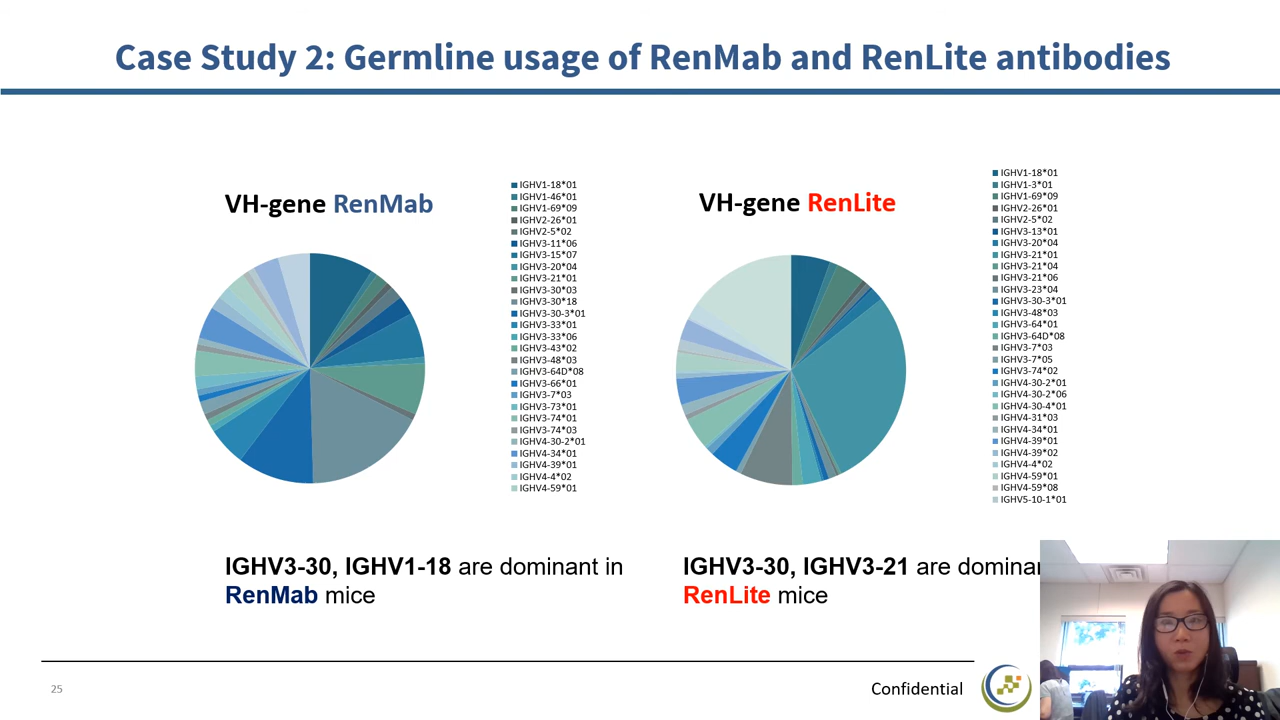 Case Study 2: Germline usage of RenMab and RenLite antibodies
VH-gene RenMab
IGHV1-18*01
IGHV1-46*01
IGHV1-69*09
IGHV2-26*01
IGHV2-5*02
IGHV3-11*06
IGHV3-15*07
IGHV3-20*04
IGHV3-21*01
IGHV3-30*03
IGHV3-30*18
IGHV3-30-3*01
IGHV3-33*01
IGHV3-33*06
IGHV3-43*02
IGHV3-48*03
IGHV3-64D*08
IGHV3-66*01
IGHV3-7*03
IGHV3-73*01
IGHV3-74*01
IGHV3-74*03
IGHV4-30-2*01
IGHV4-34*01
IGHV4-39*01
IGHV4-4*02
IGHV4-59*01
VH-gene RenLite
IGHV1-18*01
IGHV1-3*01
IGHV1-69*09
IGHV2-26*01
IGHV2-5*02
IGHV3-13*01
IGHV3-20*04
IGHV3-21*01
IGHV3-21*04
IGHV3-21*06
IGHV3-23*04
IGHV3-30-3*01
IGHV3-48*03
IGHV3-64*01
IGHV3-64D*08
IGHV3-7*03
IGHV3-7*05
IGHV3-74*02
IGHV4-30-2*01
IGHV4-30-2*06
IGHV4-30-4*01
IGHV4-31*03
IGHV4-34*01
IGHV4-39*01
IGHV4-39*02
IGHV4-4*02
IGHV4-59*01
IGHV4-59*08
IGHV5-10-1*01
IGHV3-30, IGHV1-18 are dominant in
RenMab mice
IGHV3-30, IGHV3-21 are
RenLite mice
25
Confidential